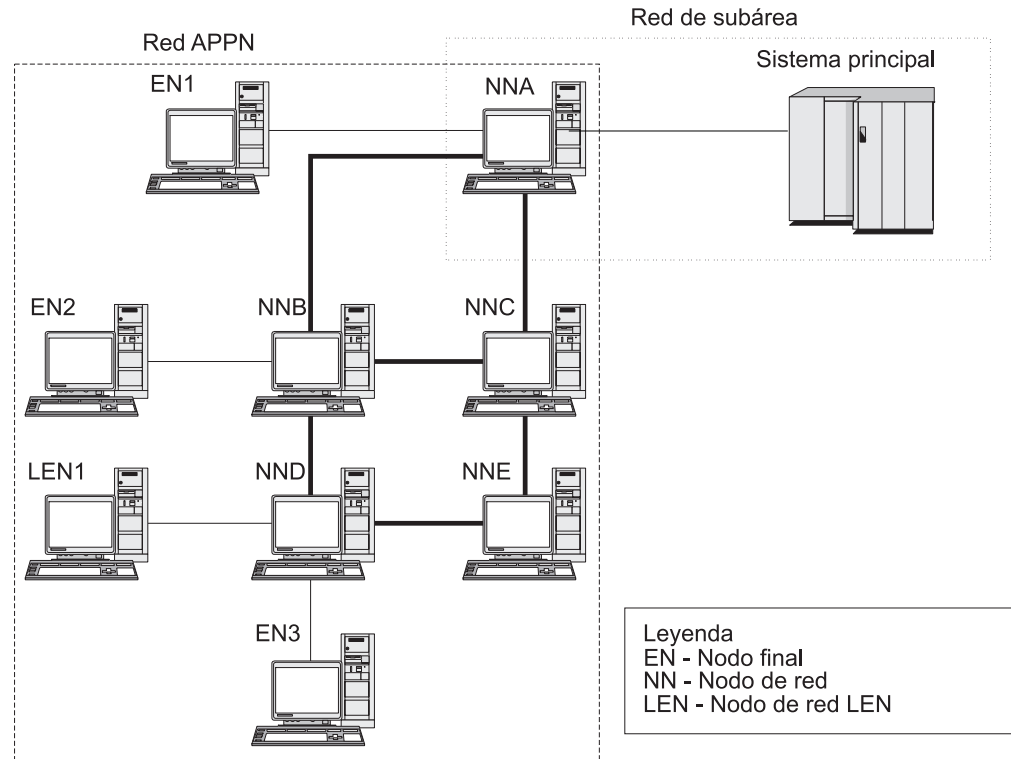 Red de subárea
Red APPN
Sistema principal
EN1
NNA
EN2
NNB
NNC
LEN1
NND
NNE
EN3
Leyenda
EN - Nodo final
NN - Nodo de red
LEN - Nodo de red LEN